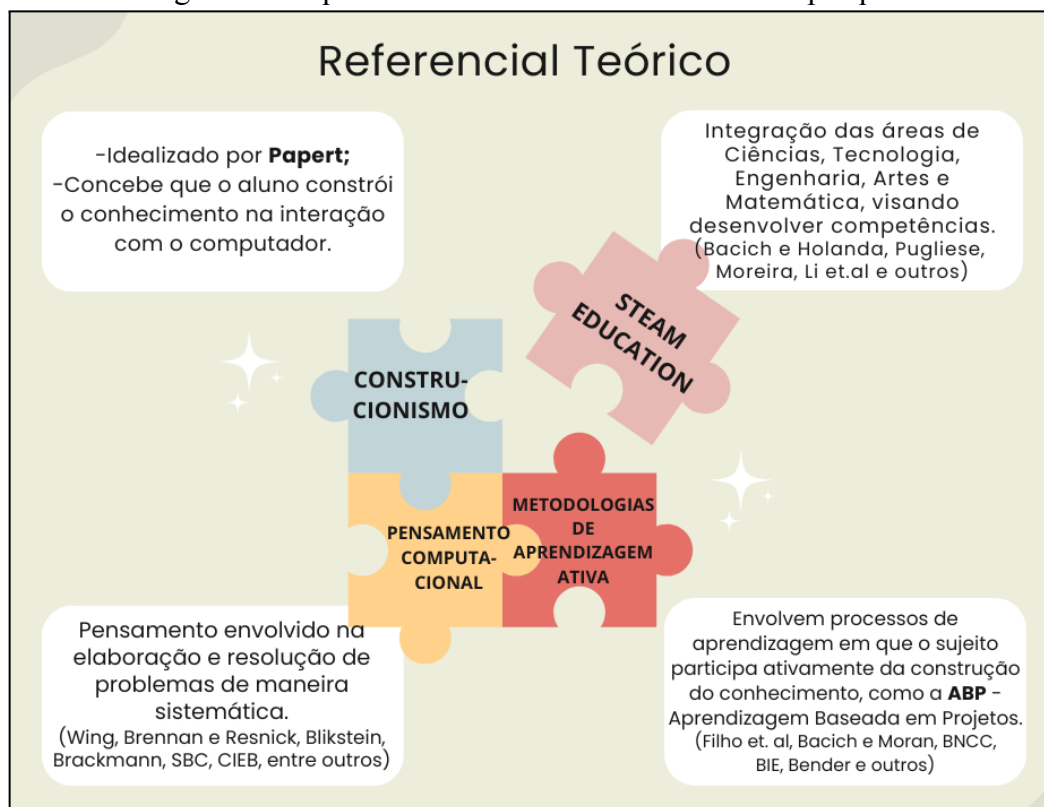 Referencial Teórico
-Idealizado por Papert;
-Concebe que o aluno constrói
o conhecimento na interação
com o computador.
Integração das áreas de
Ciências, Tecnologia,
Engenharia, Artes e
Matemática, visando
desenvolver competências.
(Bacich e Holanda, Pugliese,
Moreira, Li et.al e outros)
STEAM
EDUCATION
CONSTRU-
CIONISMO
PENSAMENTO
COMPUTA-
CIONAL
METODOLOGIAS
DE
APRENDIZAGEM
ATIVA
Pensamento envolvido na
elaboração e resolução de
problemas de maneira
sistemática.
(Wing, Brennan e Resnick, Blikstein,
Brackmann, SBC, CIEB, entre outros)
Envolvem processos de
aprendizagem em que o sujeito
participa ativamente da construção
do conhecimento, como a ABP -
Aprendizagem Baseada em Projetos.
(Filho et. al, Bacich e Moran, BNCC,
BIE, Bender e outros)